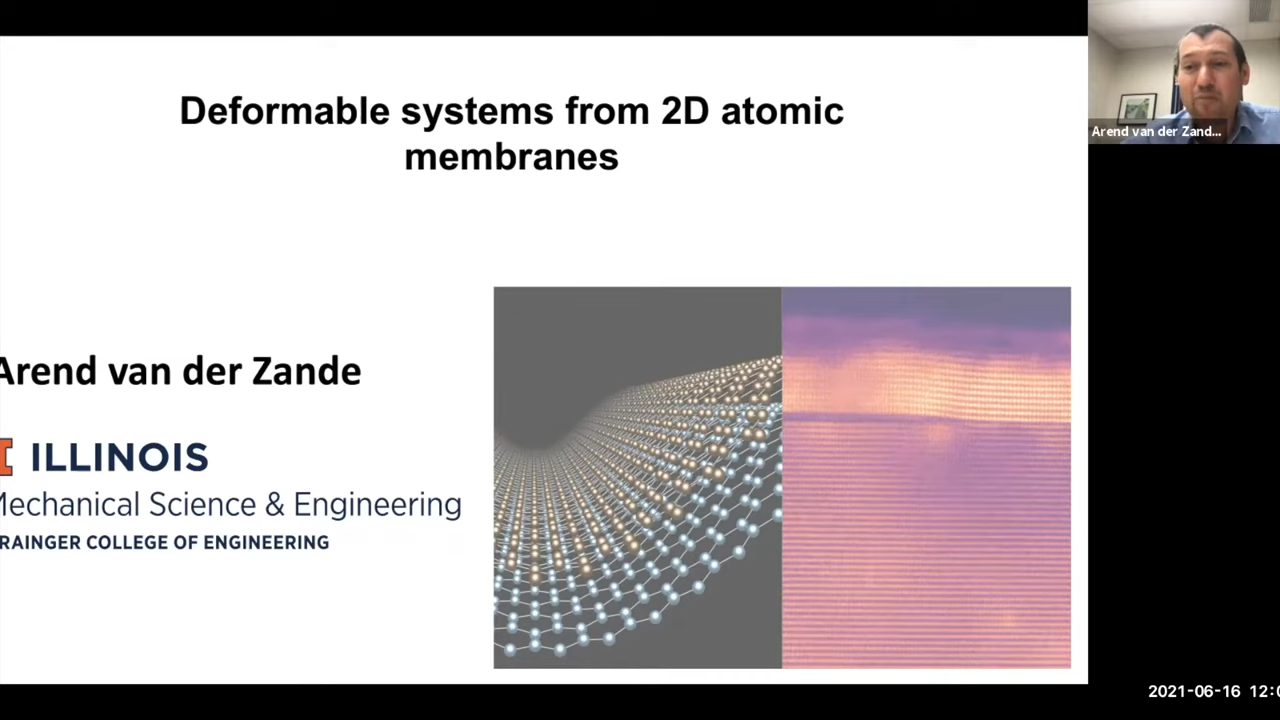 Deformable systems from 2D atomic
membranes
Arend van der Zand...
Arend van der Zande
I ILLINOIS
Mechanical Science & Engineering
RAINGER COLLEGE OF ENGINEERING
2021-06-16 12:0